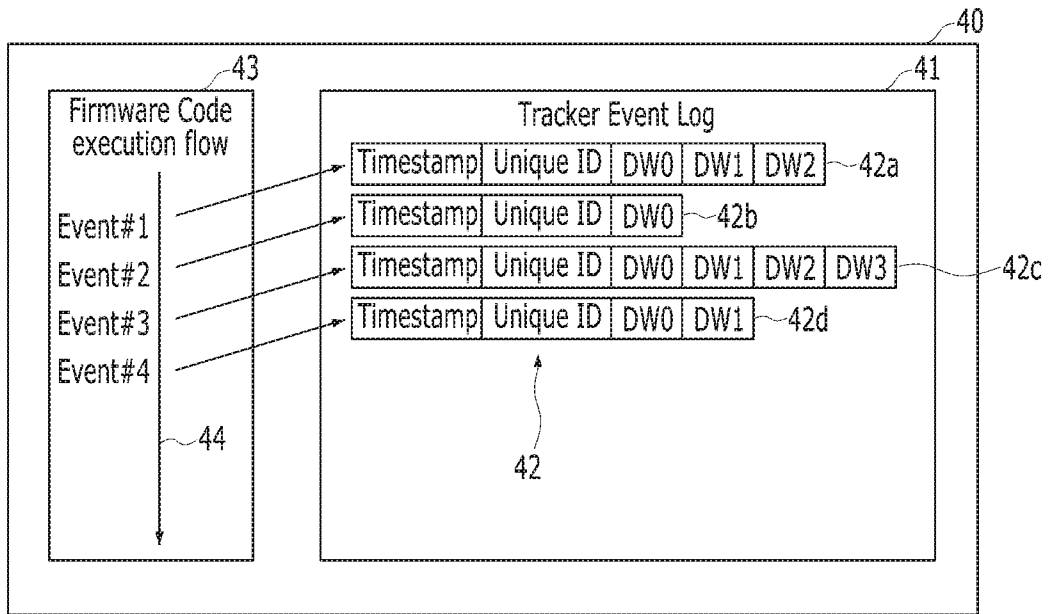 40
43
41
Firmware Code
execution flow
Tracker Event Log
Timestamp Unique ID DW0 DW1 DW2 42a
Event#1
Timestamp Unique ID DW0 42b
Event#2
Timestamp Unique ID DW0 DW1 DW2 DW3 42c
Event#3
Timestamp Unique ID DW0 DW1 42d
Event#4
44
42